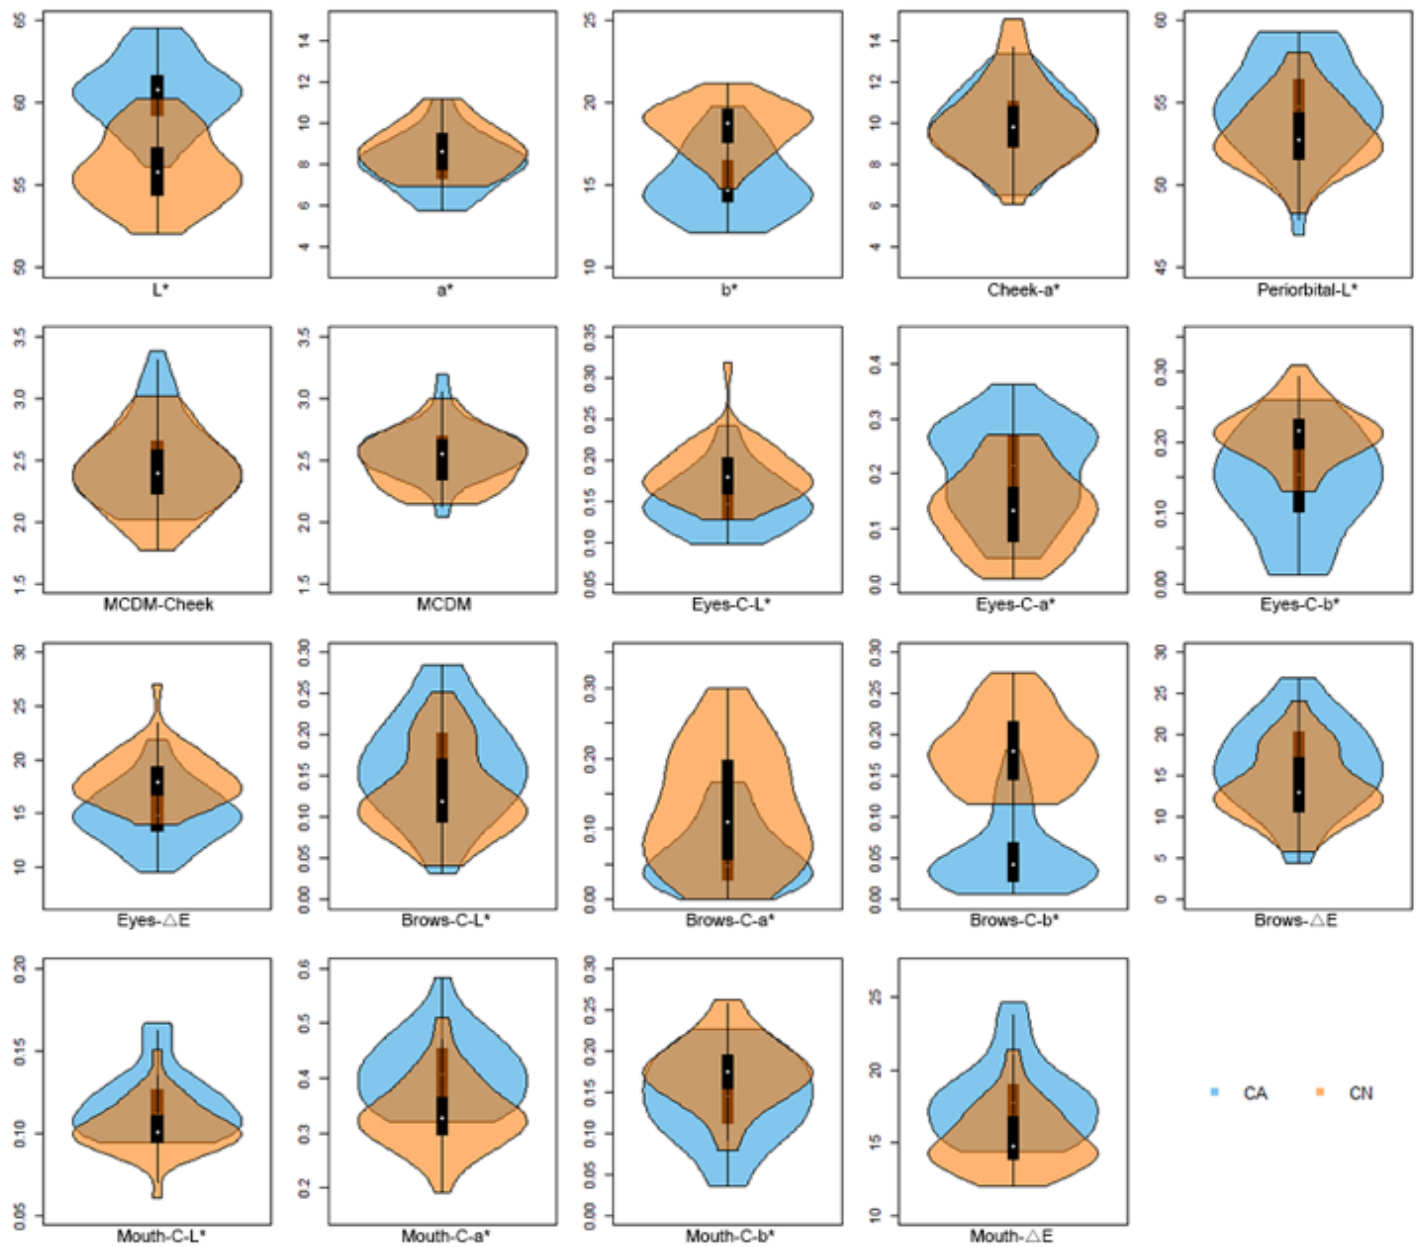 65 60 55 50
L*
14 12 10 8 6 4
a*
25 20 15 10
b*
14 12 10 8 6 4
Cheek-a*
60 55 50 45
Periorbital-L*
3.5 3.0 2.5 2.0 1.5
MCDM-Cheek
3.5 3.0 2.5 2.0 1.5
MCDM
0.35 0.30 0.25 0.20 0.15 0.10 0.05
Eyes-C-L*
0.4 0.3 0.2 0.1 0.0
Eyes-C-a*
0.30 0.20 0.10 0.00
Eyes-C-b*
30 25 20 15 10
Eyes-△E
0.30 0.25 0.20 0.15 0.10 0.05 0.00
Brows-C-L*
0.30 0.20 0.10 0.00
Brows-C-a*
0.30 0.25 0.20 0.15 0.10 0.05 0.00
Brows-C-b*
30 25 20 15 10 5 0
Brows-△E
0.20 0.15 0.10 0.05
Mouth-C-L*
0.6 0.5 0.4 0.3 0.2
Mouth-C-a*
0.30 0.25 0.20 0.15 0.10 0.05 0.00
Mouth-C-b*
25 20 15 10
Mouth-△E
CA CN